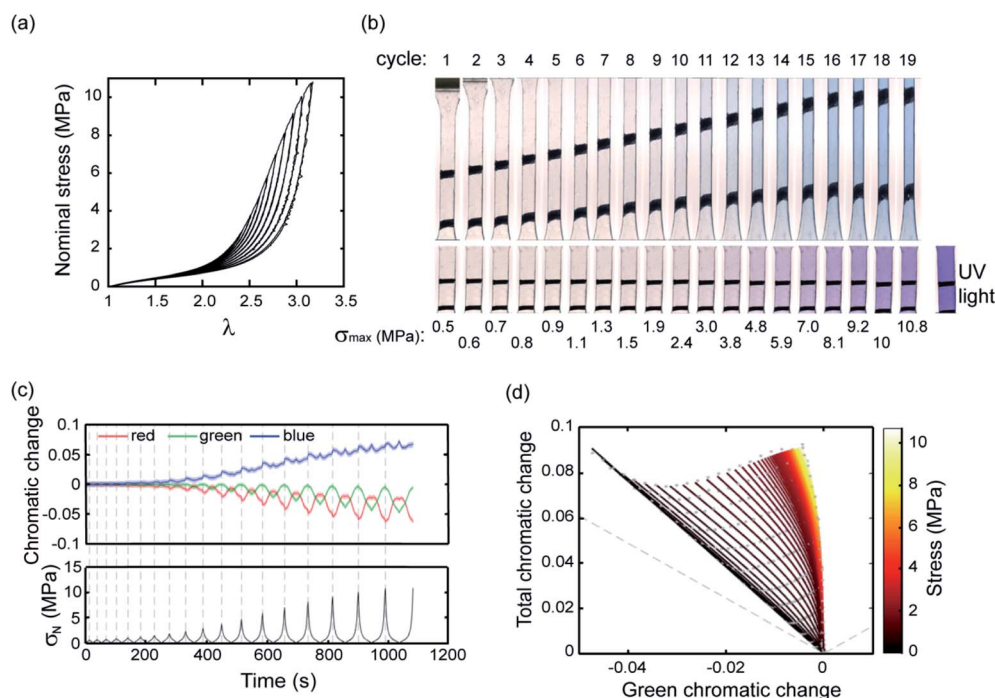 (a)
Nominal stress (MPa)
10
8
6
4
2
0
1
1.5
2.0
2.5
3.0
3.5
λ
(b)
cycle: 1 2 3 4 5 6 7 8 9 10 11 12 13 14 15 16 17 18 19
UV
light
0.5 0.7 0.9 1.3 1.9 3.0 4.8 7.0 9.2 10.8
σmax (MPa): 0.6 0.8 1.1 1.5 2.4 3.8 5.9 8.1 10
(c)
red green blue
Chromatic change
0.1
0.05
0
-0.05
-0.1
σN (MPa)
15
10
5
0
0 200 400 600 800 1000 1200
Time (s)
(d)
Total chromatic change
0.1
0.08
0.06
0.04
0.02
0
-0.04 -0.02 0
Green chromatic change
10
8
6
4
2
0
Stress (MPa)